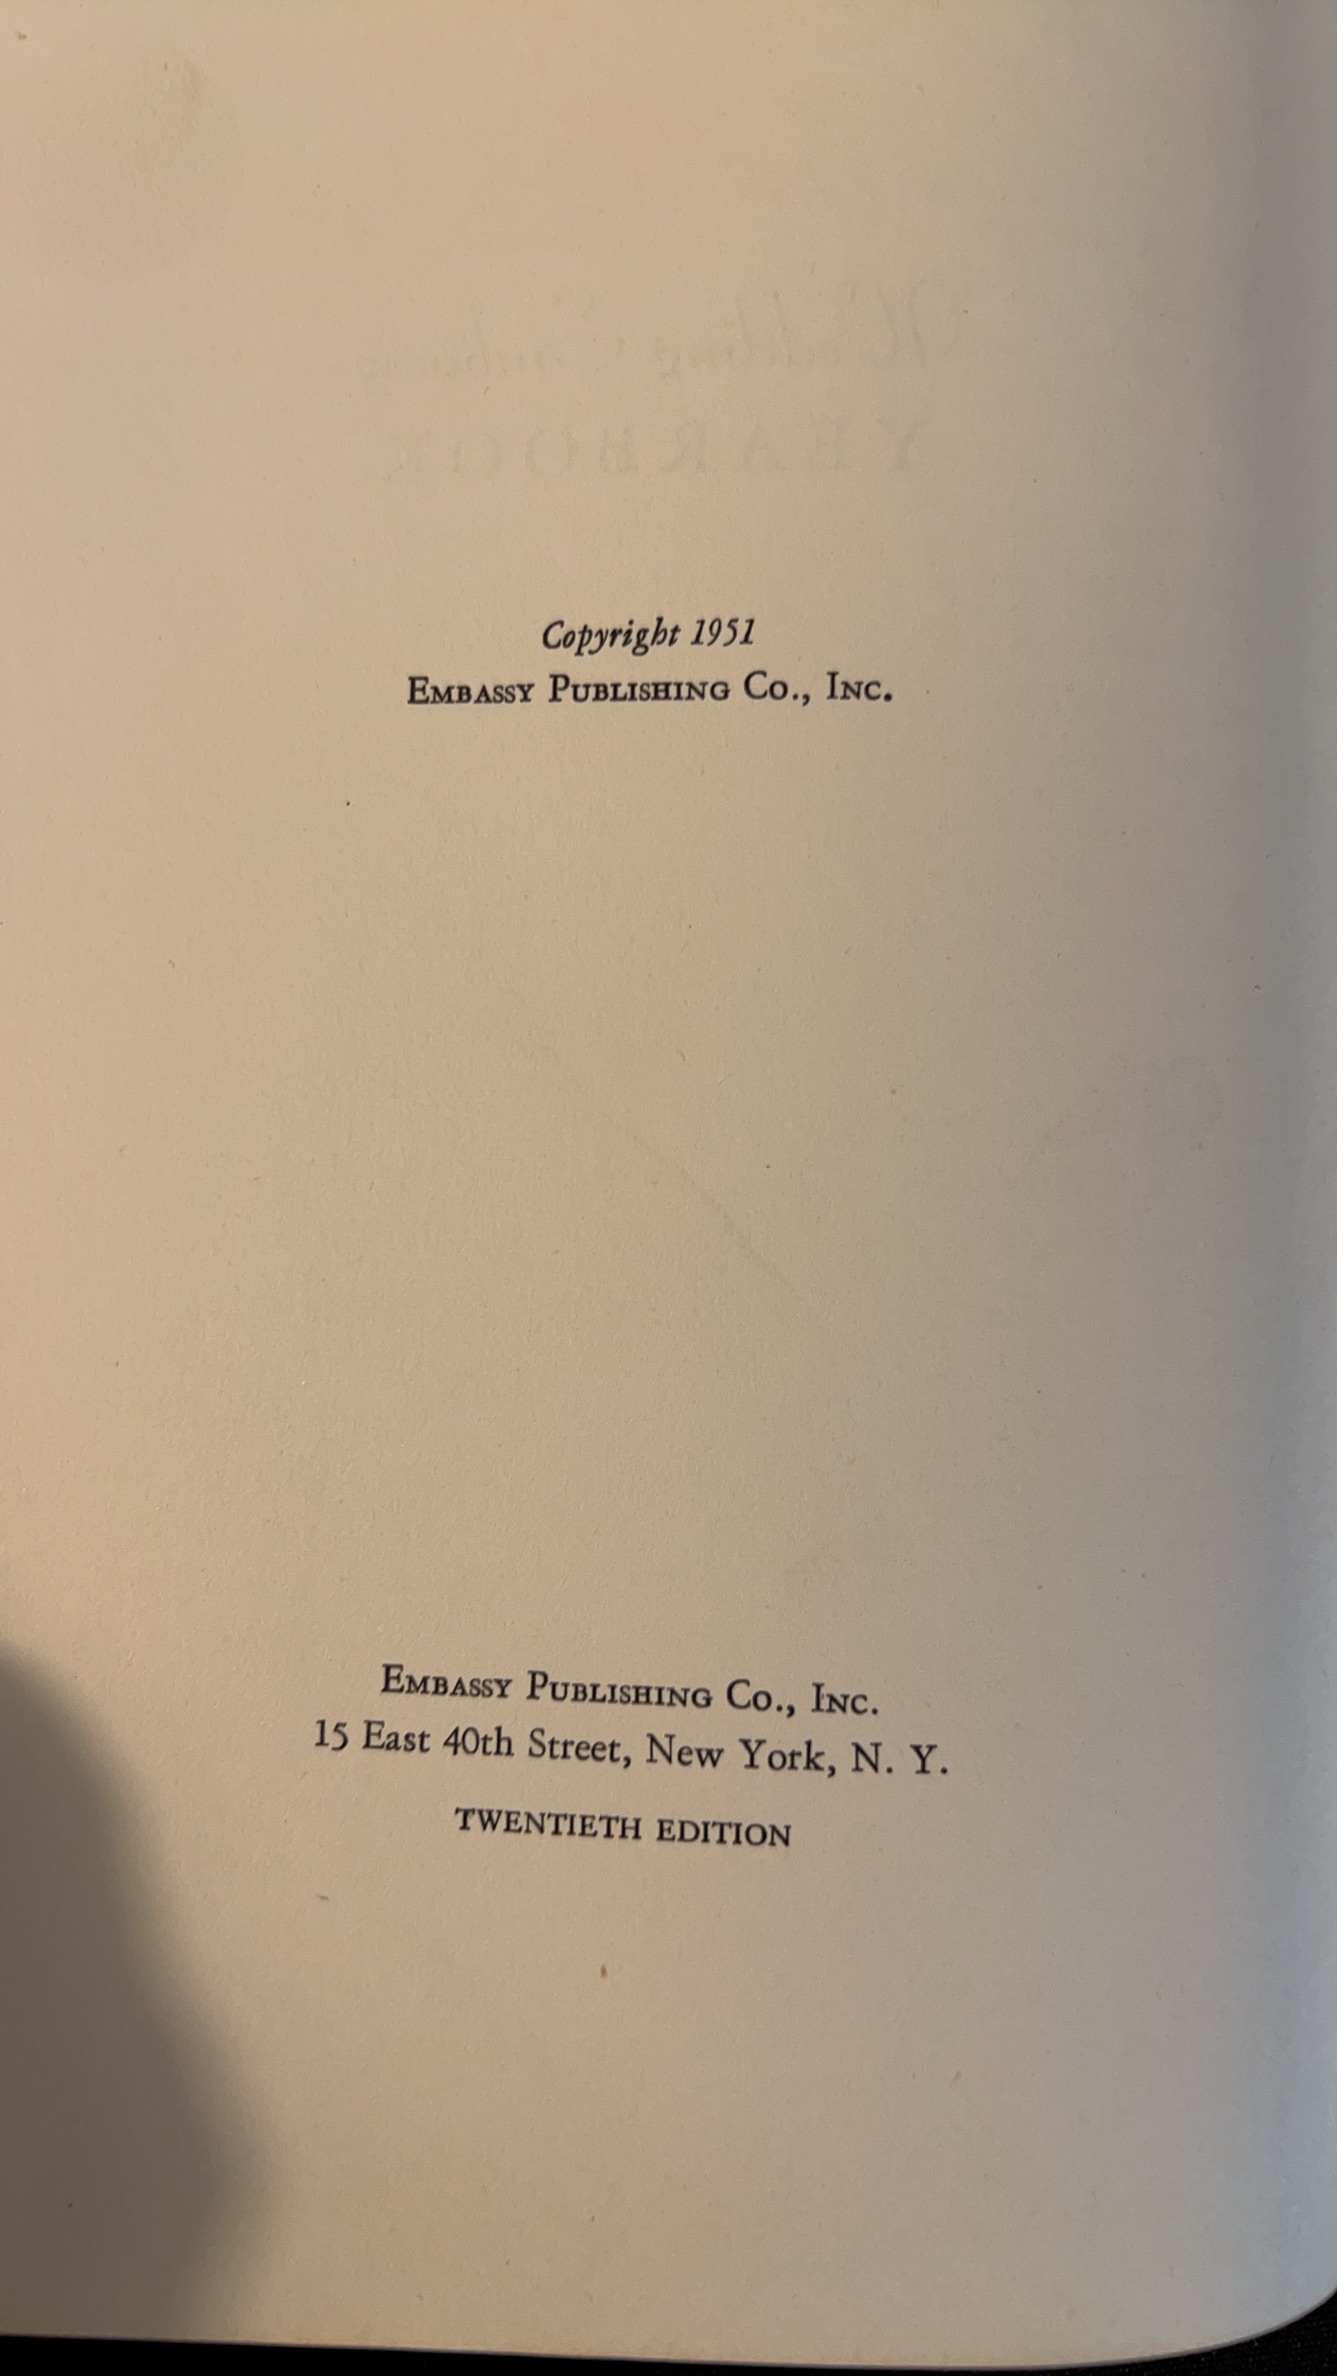 Copyright 1951
EMBASSY PUBLISHING CO., INC.
EMBASSY PUBLISHING CO., INC.
15 East 40th Street, New York, N. Y.
TWENTIETH EDITION